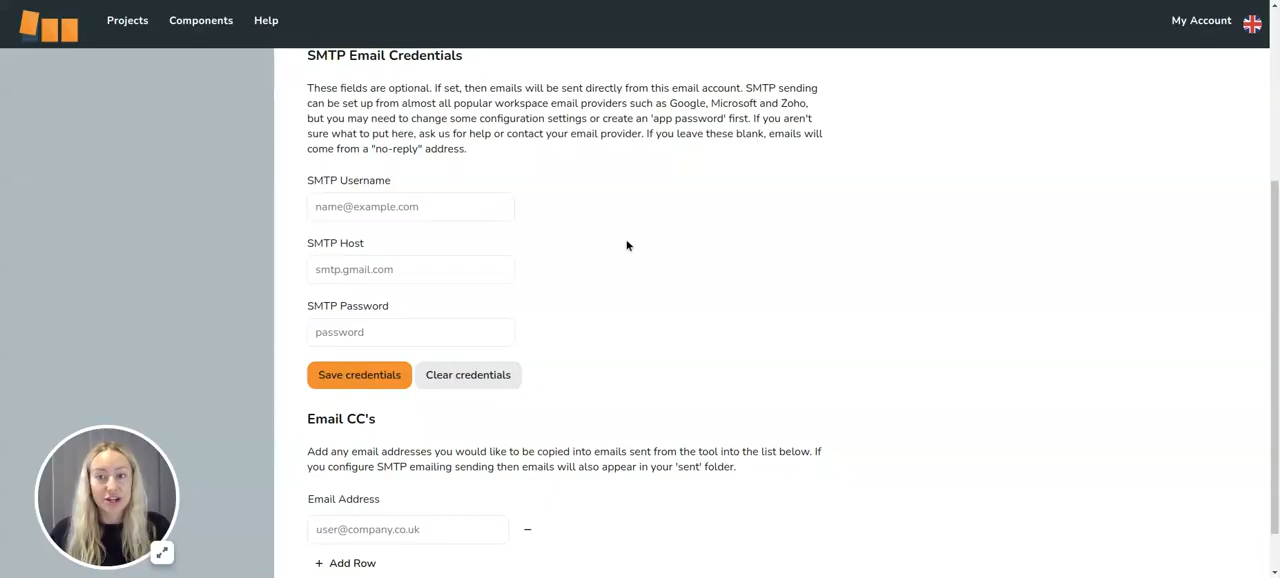 Projects Components Help My Account
SMTP Email Credentials
These fields are optional. If set, then emails will be sent directly from this email account. SMTP sending
can be set up from almost all popular workspace email providers such as Google, Microsoft and Zoho,
but you may need to change some configuration settings or create an 'app password' first. If you aren't
sure what to put here, ask us for help or contact your email provider. If you leave these blank, emails will
come from a "no-reply" address.
SMTP Username
name@example.com
SMTP Host
smtp.gmail.com
SMTP Password
password
Save credentials Clear credentials
Email CC's
Add any email addresses you would like to be copied into emails sent from the tool into the list below. If
you configure SMTP emailing sending then emails will also appear in your 'sent' folder.
Email Address
user@company.co.uk −
+ Add Row